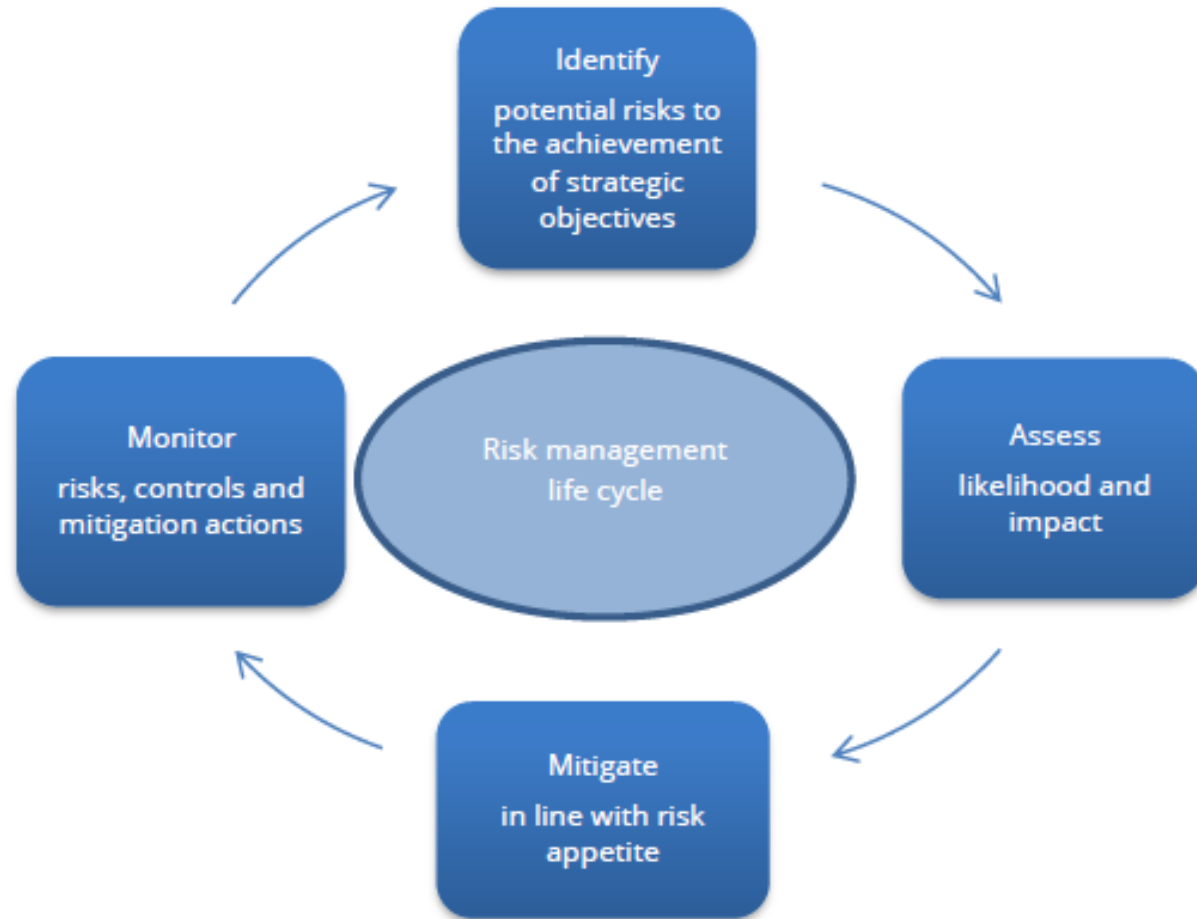 Identify
potential risks to
the achievement
of strategic
objectives
Monitor
risks, controls and
mitigation actions
Risk management
life cycle
Assess
likelihood and
impact
Mitigate
in line with risk
appetite